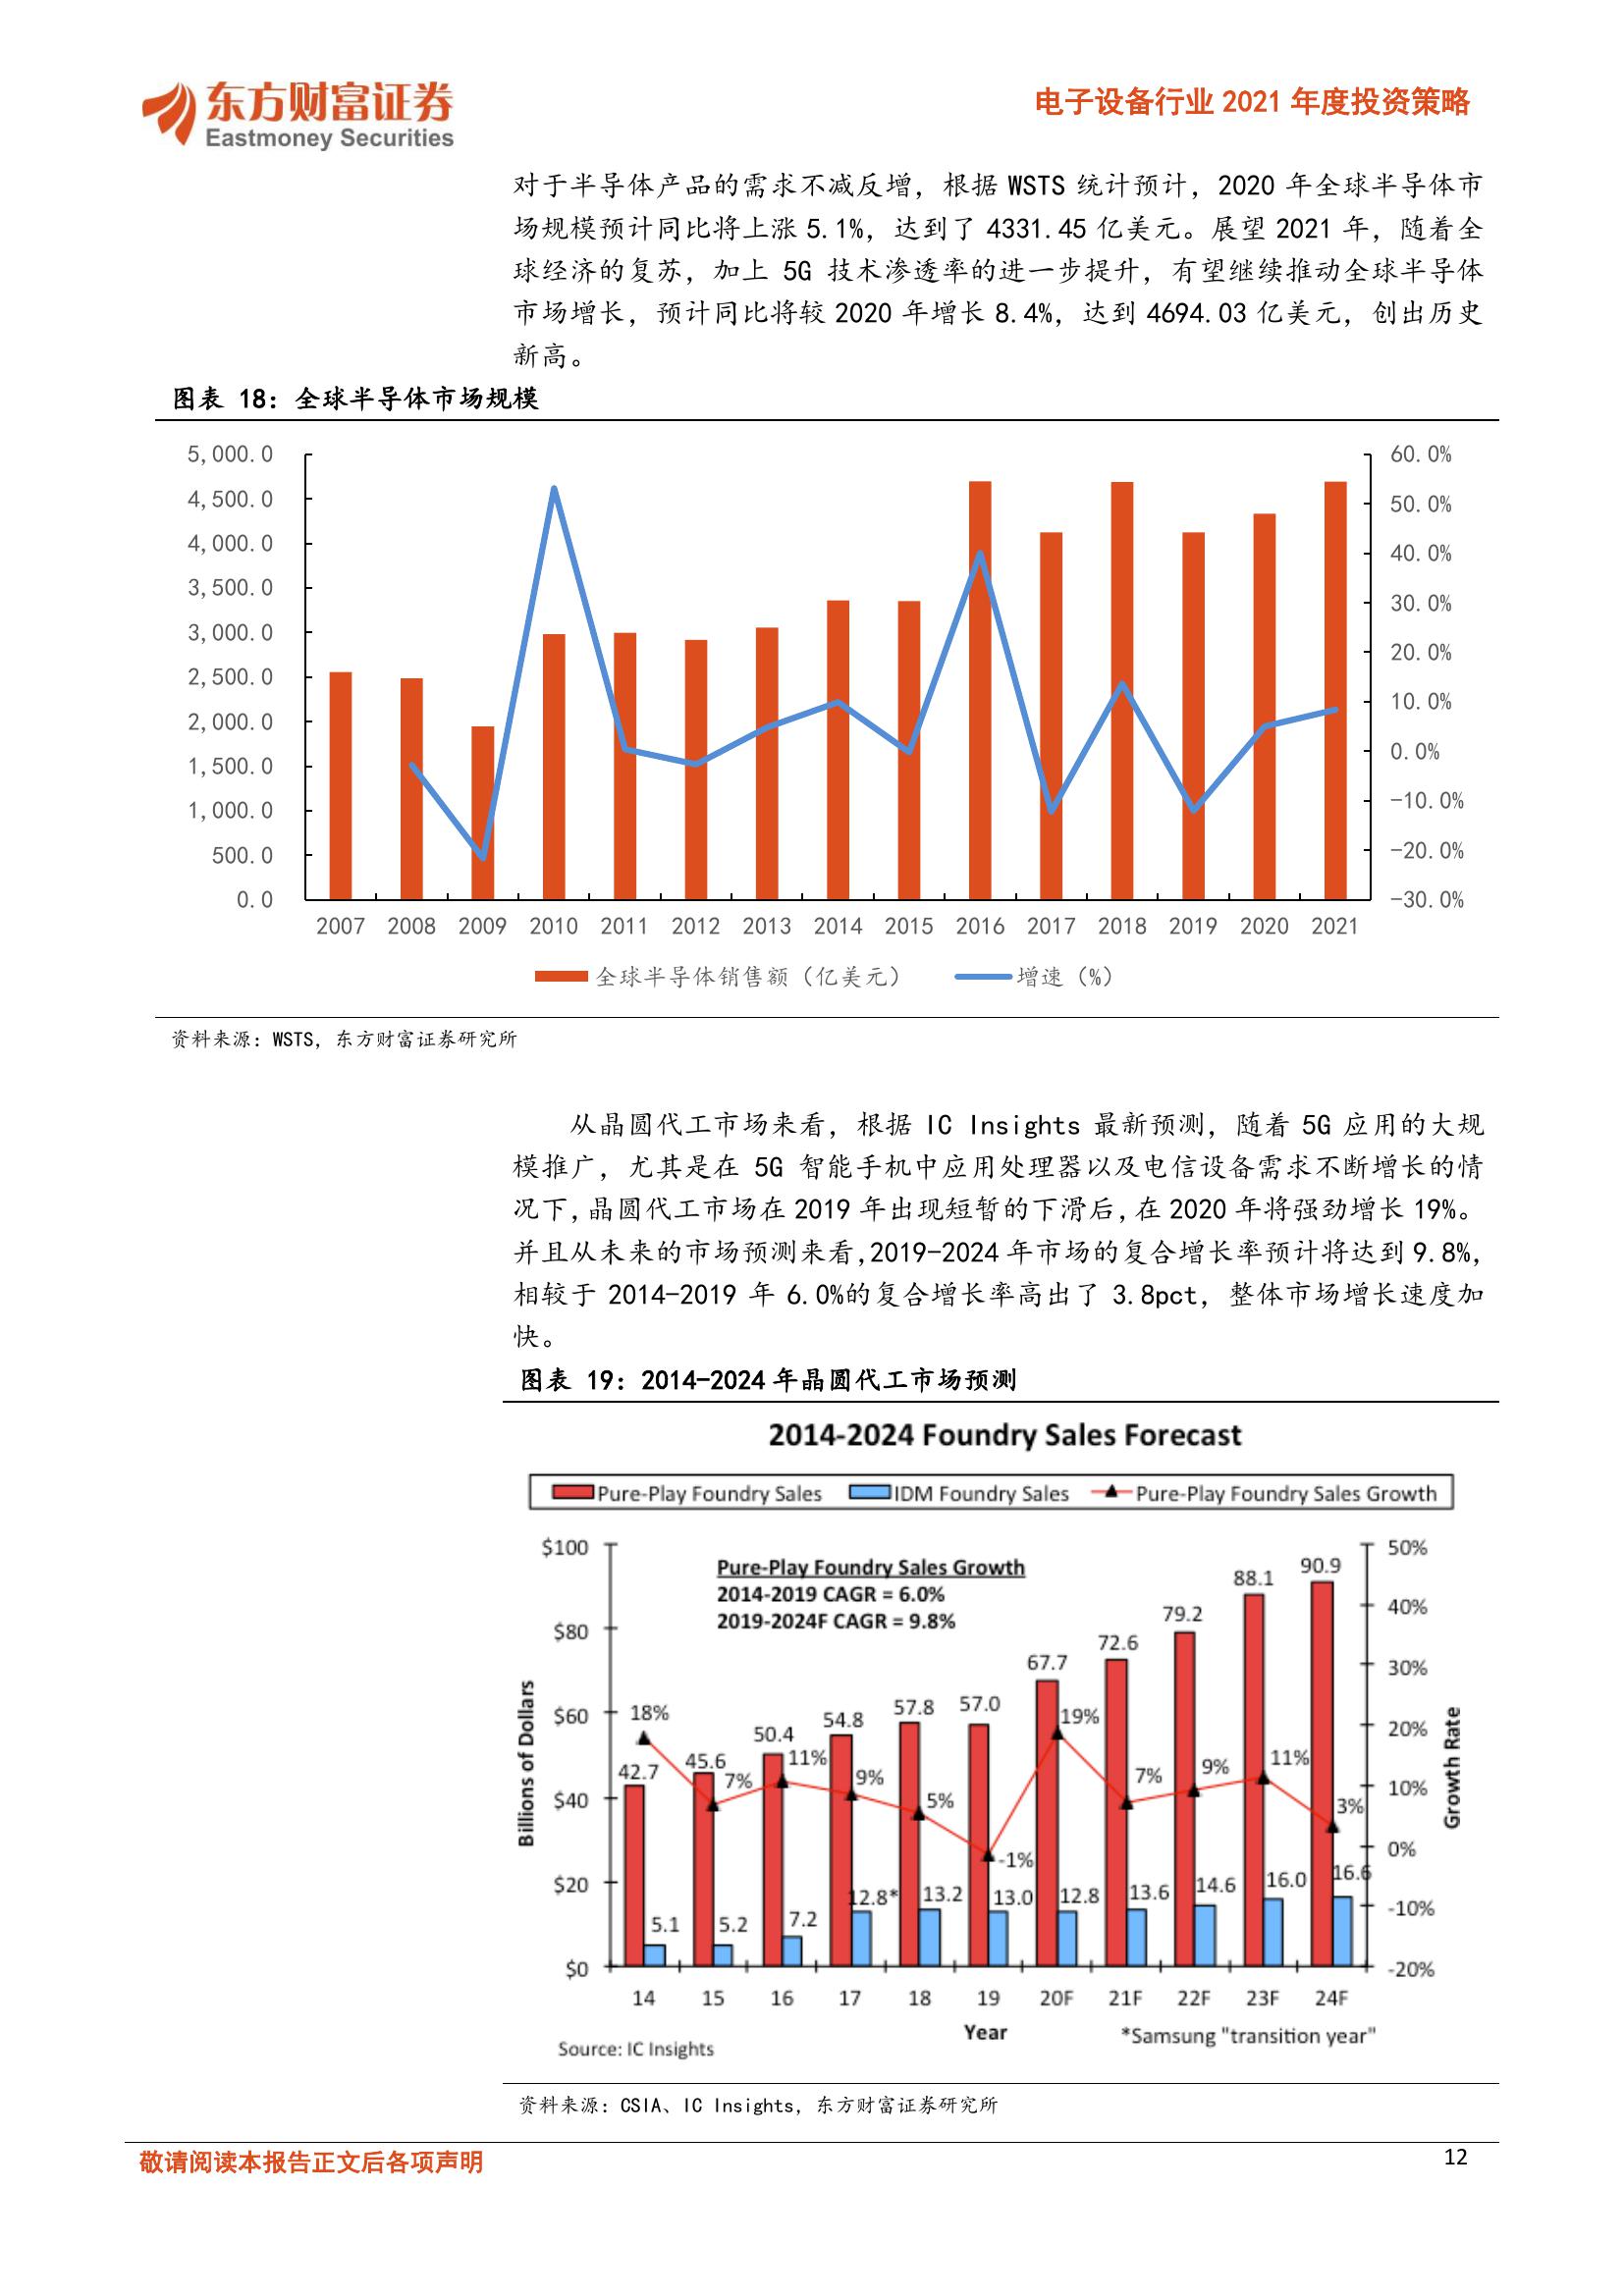 东方财富证券
Eastmoney Securities
电子设备行业 2021 年度投资策略
对于半导体产品的需求不减反增，根据 WSTS 统计预计，2020 年全球半导体市
场规模预计同比将上涨 5.1%，达到了 4331.45 亿美元。展望 2021 年，随着全
球经济的复苏，加上 5G 技术渗透率的进一步提升，有望继续推动全球半导体
市场增长，预计同比将较 2020 年增长 8.4%，达到 4694.03 亿美元，创出历史
新高。
图表 18：全球半导体市场规模
5,000.0
4,500.0
4,000.0
3,500.0
3,000.0
2,500.0
2,000.0
1,500.0
1,000.0
500.0
0.0
60.0%
50.0%
40.0%
30.0%
20.0%
10.0%
0.0%
-10.0%
-20.0%
-30.0%
2007 2008 2009 2010 2011 2012 2013 2014 2015 2016 2017 2018 2019 2020 2021
全球半导体销售额（亿美元） 增速（%）
资料来源：WSTS，东方财富证券研究所
从晶圆代工市场来看，根据 IC Insights 最新预测，随着 5G 应用的大规
模推广，尤其是在 5G 智能手机中应用处理器以及电信设备需求不断增长的情
况下，晶圆代工市场在 2019 年出现短暂的下滑后，在 2020 年将强劲增长 19%。
并且从未来的市场预测来看，2019-2024 年市场的复合增长率预计将达到 9.8%，
相较于 2014-2019 年 6.0%的复合增长率高出了 3.8pct，整体市场增长速度加
快。
图表 19：2014-2024 年晶圆代工市场预测
2014-2024 Foundry Sales Forecast
Pure-Play Foundry Sales IDM Foundry Sales Pure-Play Foundry Sales Growth
Pure-Play Foundry Sales Growth
2014-2019 CAGR = 6.0%
2019-2024F CAGR = 9.8%
Billions of Dollars
$100
$80
$60
$40
$20
$0
42.7 45.6 50.4 54.8 57.8 57.0 67.7 72.6 79.2 88.1 90.9
18% 7% 11% 9% 5% -1% 19% 7% 9% 11% 3%
5.1 5.2 7.2 12.8* 13.2 13.0 12.8 13.6 14.6 16.0 16.6
50%
40%
30%
20%
10%
0%
-10%
-20%
Growth Rate
14 15 16 17 18 19 20F 21F 22F 23F 24F
Year
*Samsung "transition year"
Source: IC Insights
资料来源：CSIA、IC Insights，东方财富证券研究所
敬请阅读本报告正文后各项声明
12